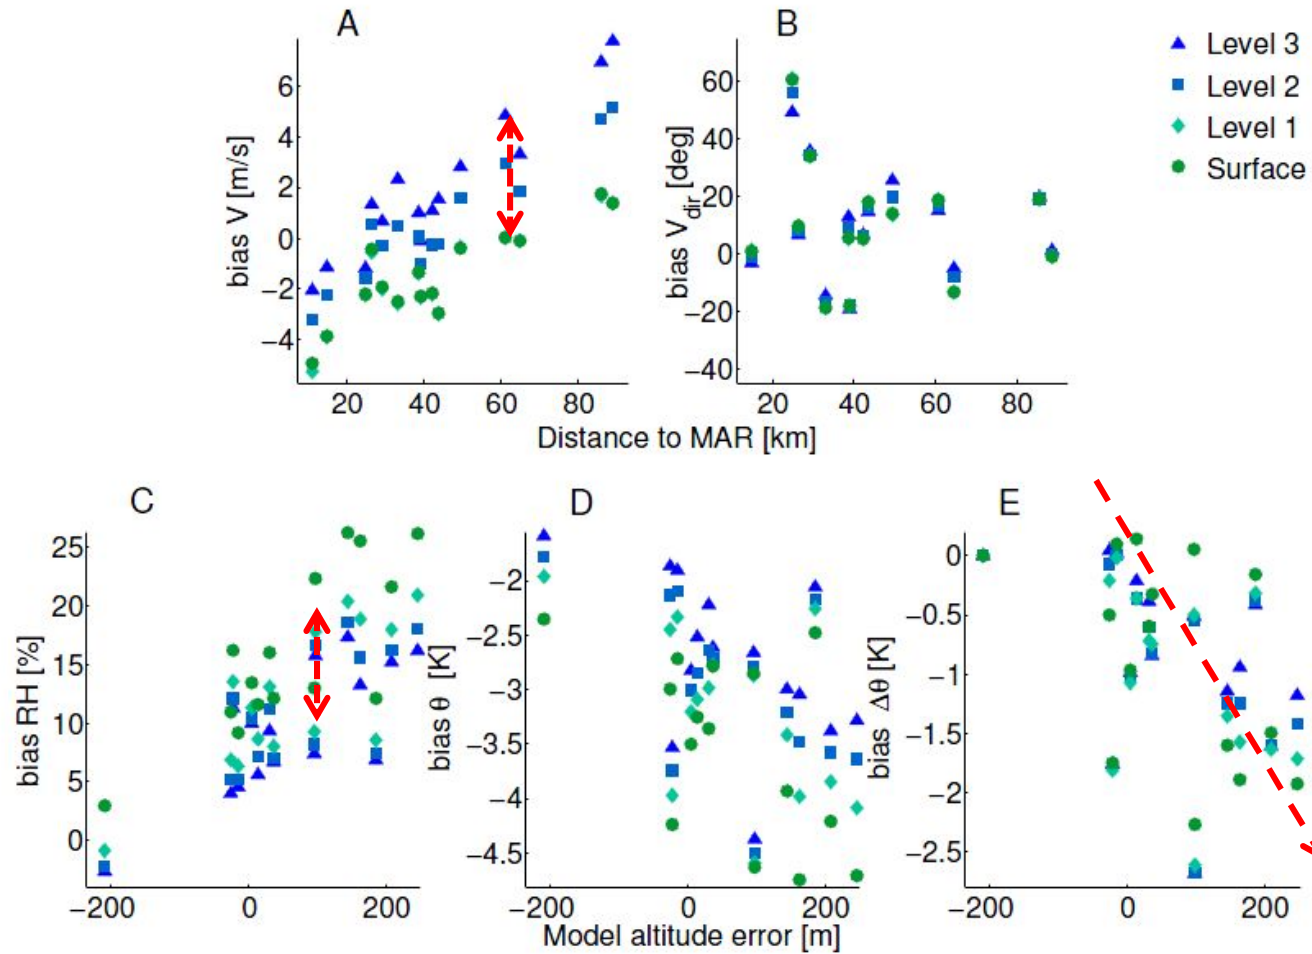 A
B
Level 3
Level 2
Level 1
Surface
bias V [m/s]
6
4
2
0
−2
−4
20
40
60
80
bias V_dir [deg]
60
40
20
0
−20
−40
20
40
60
80
Distance to MAR [km]
C
D
E
bias RH [%]
25
20
15
10
5
0
−200
0
200
bias θ [K]
−2
−2.5
−3
−3.5
−4
−4.5
−200
0
200
bias Δθ [K]
0
−0.5
−1
−1.5
−2
−2.5
−200
0
200
Model altitude error [m]